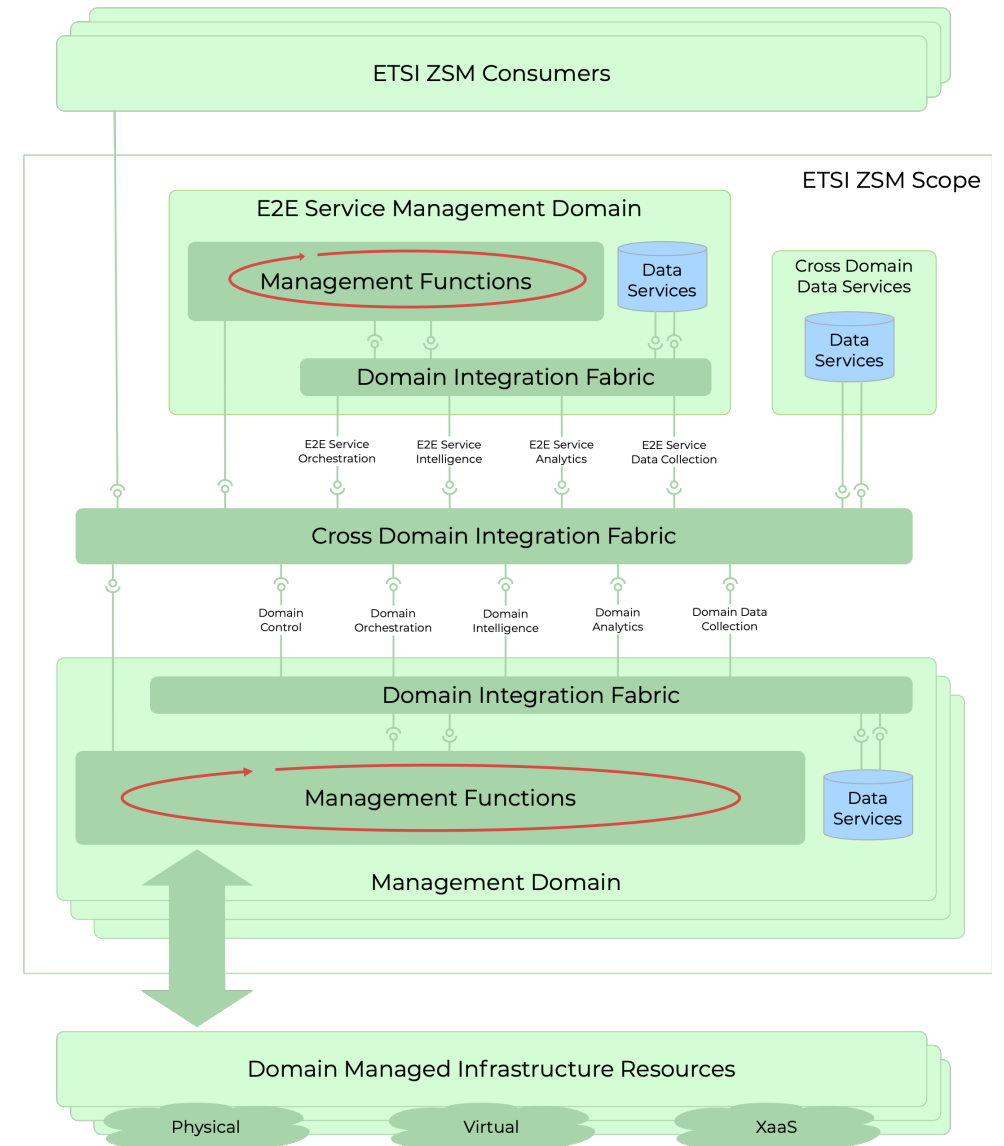 ETSI ZSM Consumers
ETSI ZSM Scope
E2E Service Management Domain
Management Functions
Data
Services
Cross Domain
Data Services
Data
Services
Domain Integration Fabric
E2E Service
Orchestration
E2E Service
Intelligence
E2E Service
Analytics
E2E Service
Data Collection
Cross Domain Integration Fabric
Domain
Control
Domain
Orchestration
Domain
Intelligence
Domain
Analytics
Domain Data
Collection
Domain Integration Fabric
Management Functions
Data
Services
Management Domain
Domain Managed Infrastructure Resources
Physical
Virtual
XaaS